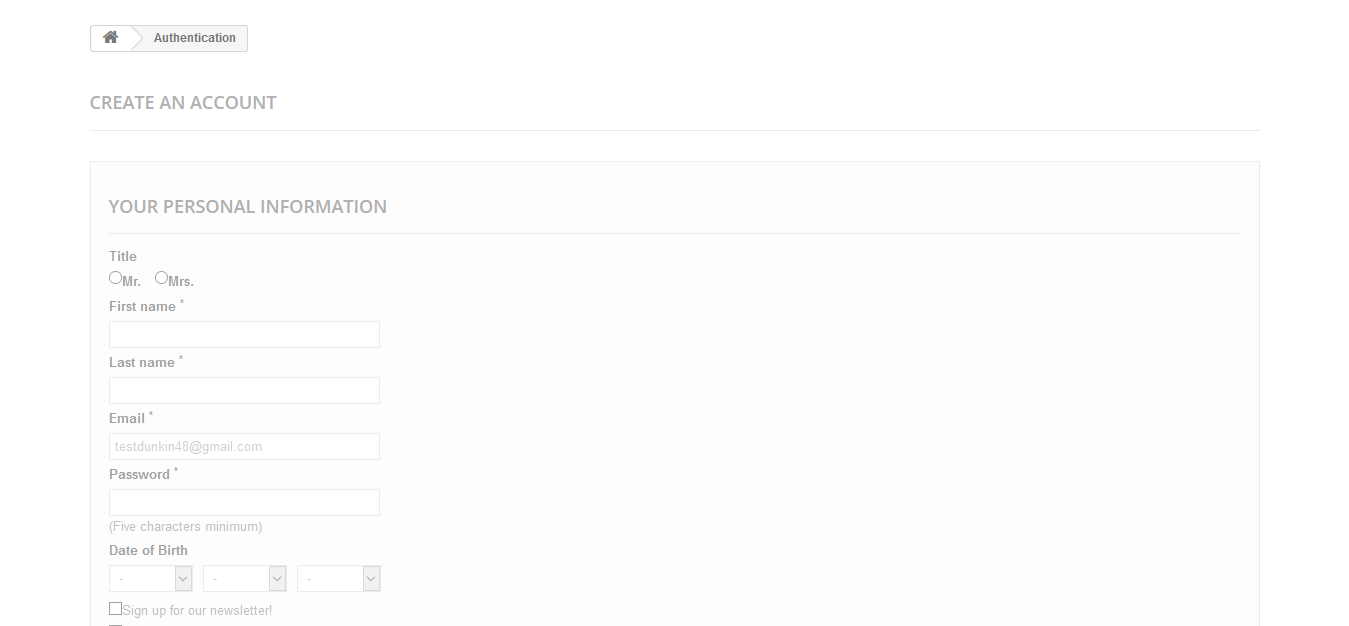 Authentication
CREATE AN ACCOUNT
YOUR PERSONAL INFORMATION
Title
Mr. Mrs.
First name *
Last name *
Email *
testdunkin48@gmail.com
Password *
(Five characters minimum)
Date of Birth
- - -
Sign up for our newsletter!